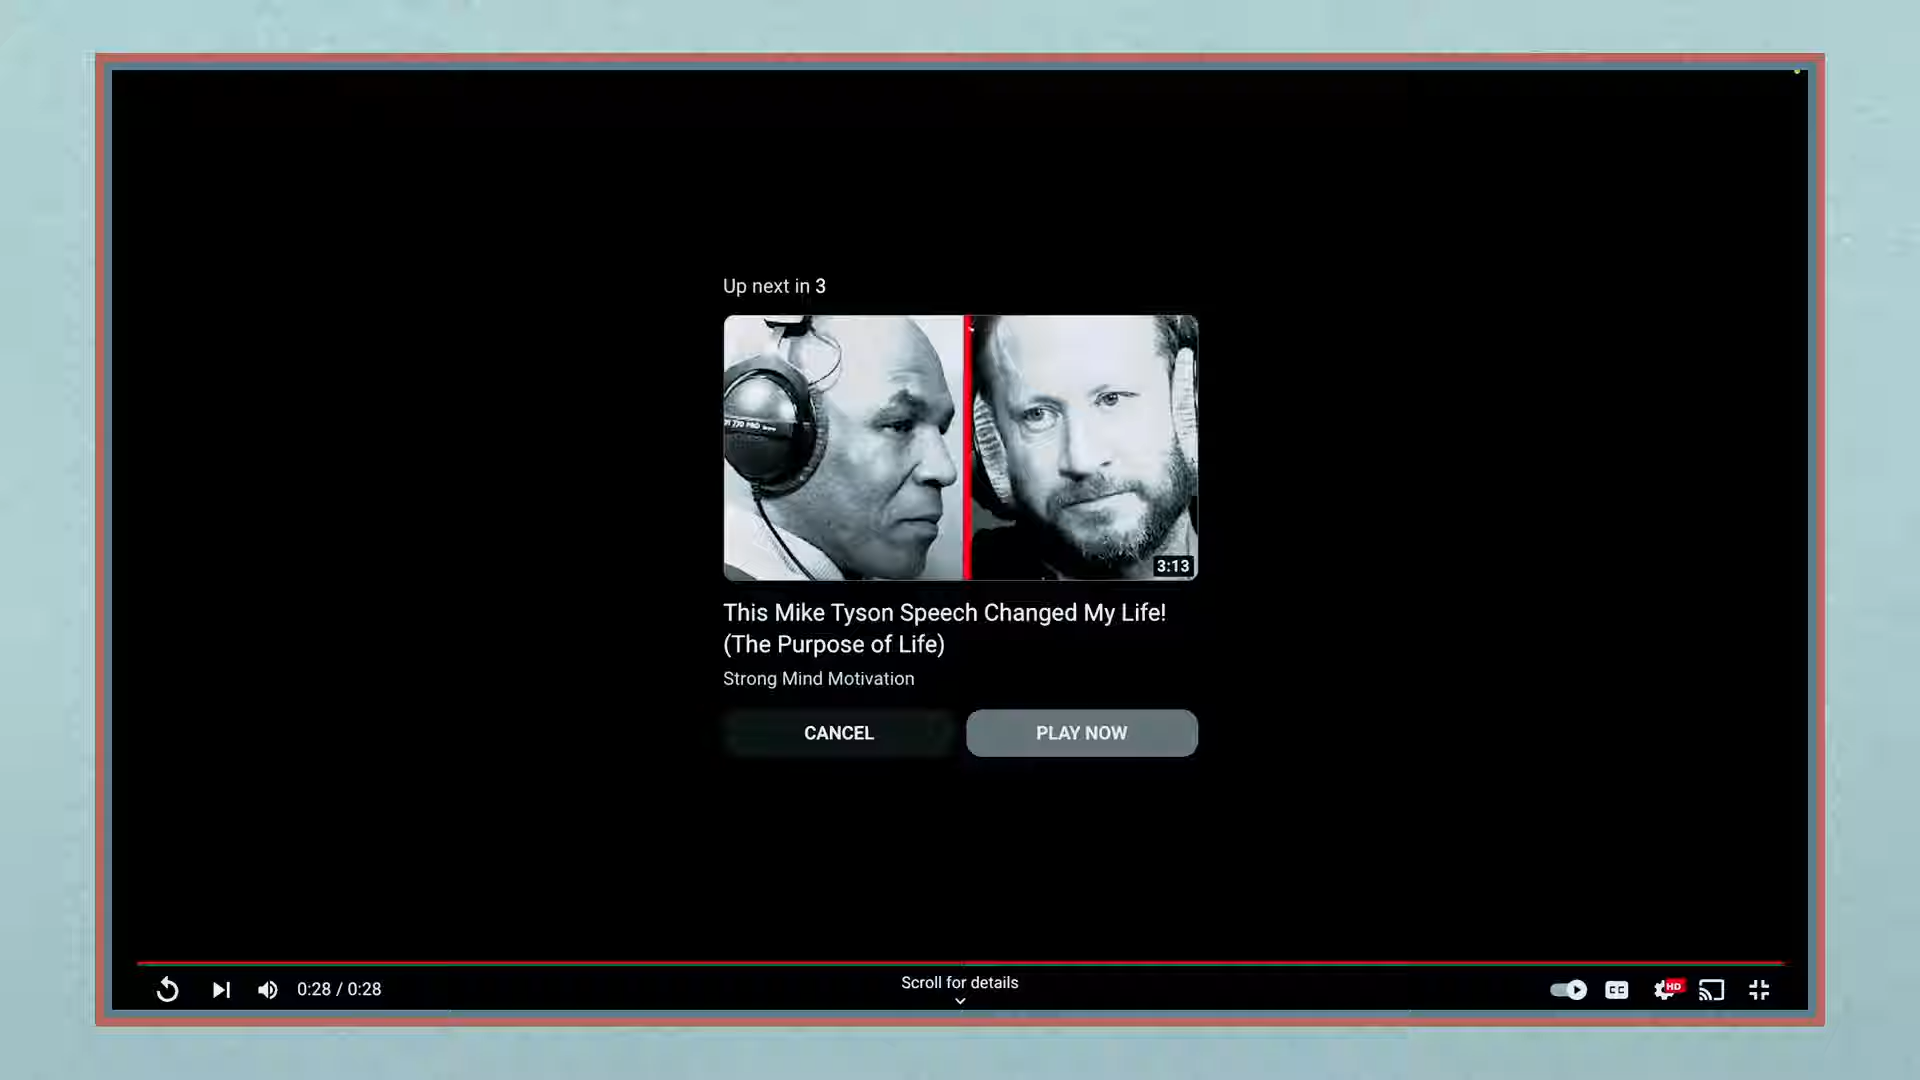 Up next in 3
3:13
This Mike Tyson Speech Changed My Life!
(The Purpose of Life)
Strong Mind Motivation
CANCEL
PLAY NOW
Scroll for details
0:28 / 0:28
CC
HD